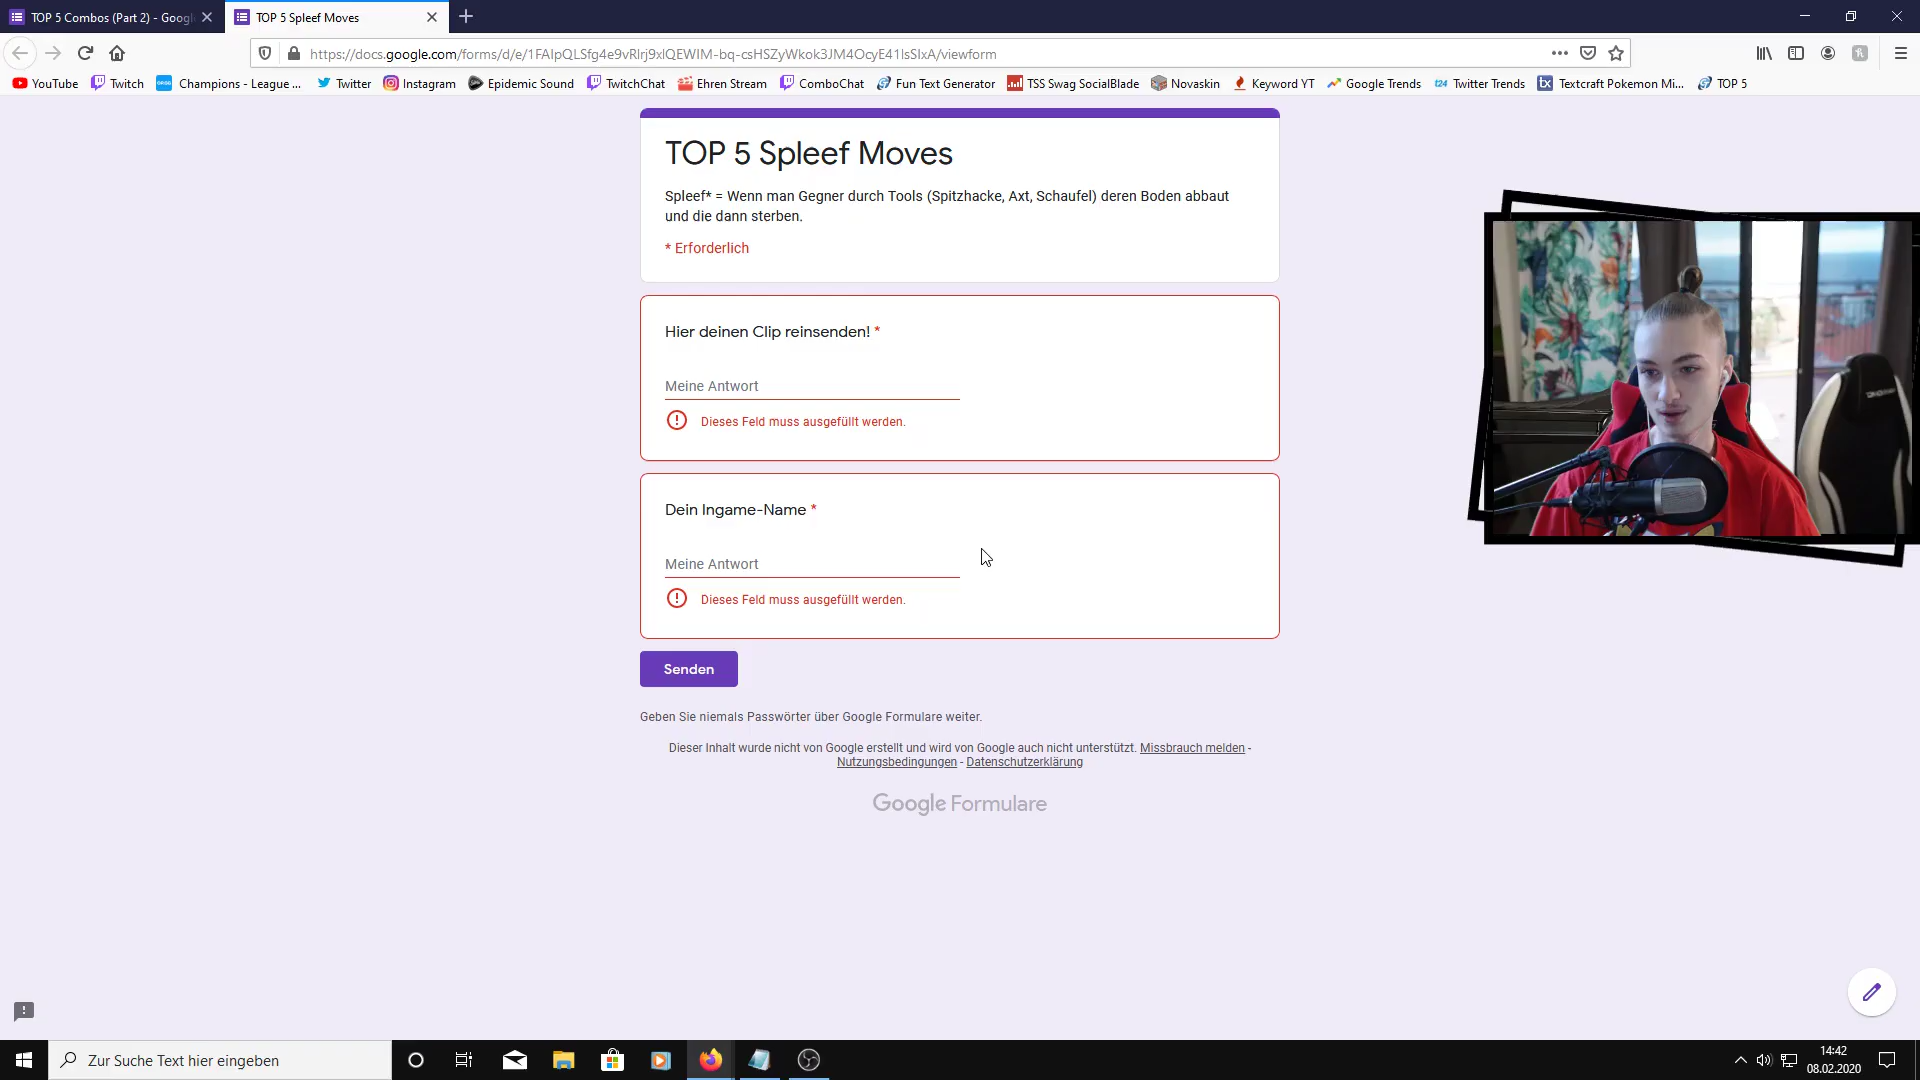 TOP 5 Combos (Part 2) - Googl
TOP 5 Spleef Moves
https://docs.google.com/forms/d/e/1FAIpQLSfg4e9vRlrj9xlQEWIM-bq-csHSZyWkok3JM4OcyE41lsSlxA/viewform
YouTube
Twitch
Champions - League ...
Twitter
Instagram
Epidemic Sound
TwitchChat
Ehren Stream
ComboChat
Fun Text Generator
TSS Swag SocialBlade
Novaskin
Keyword YT
Google Trends
t24 Twitter Trends
bx Textcraft Pokemon Mi...
TOP 5
TOP 5 Spleef Moves
Spleef* = Wenn man Gegner durch Tools (Spitzhacke, Axt, Schaufel) deren Boden abbaut
und die dann sterben.
* Erforderlich
Hier deinen Clip reinsenden! *
Meine Antwort
Dieses Feld muss ausgefüllt werden.
Dein Ingame-Name *
Meine Antwort
Dieses Feld muss ausgefüllt werden.
Senden
Geben Sie niemals Passwörter über Google Formulare weiter.
Dieser Inhalt wurde nicht von Google erstellt und wird von Google auch nicht unterstützt. Missbrauch melden -
Nutzungsbedingungen - Datenschutzerklärung
Google Formulare
Zur Suche Text hier eingeben
14:42
08.02.2020